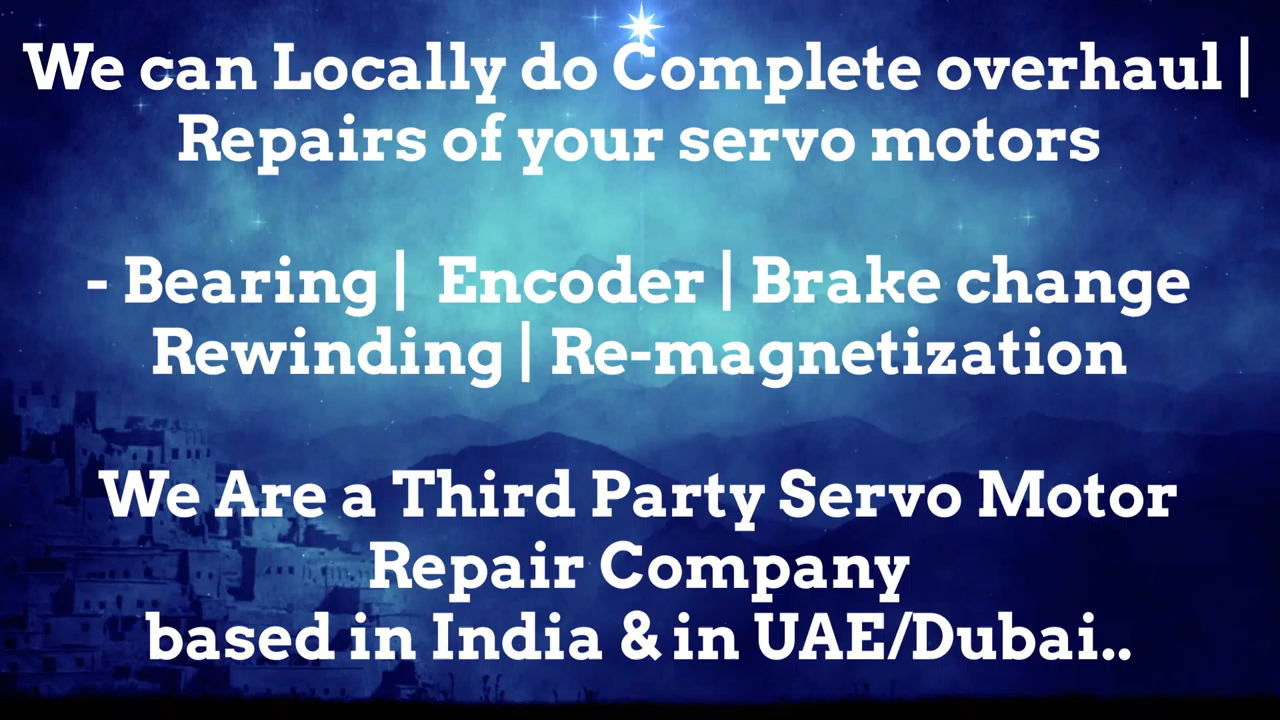 We can Locally do Complete overhaul |
Repairs of your servo motors
- Bearing | Encoder | Brake change
Rewinding | Re-magnetization
We Are a Third Party Servo Motor
Repair Company
based in India & in UAE/Dubai..